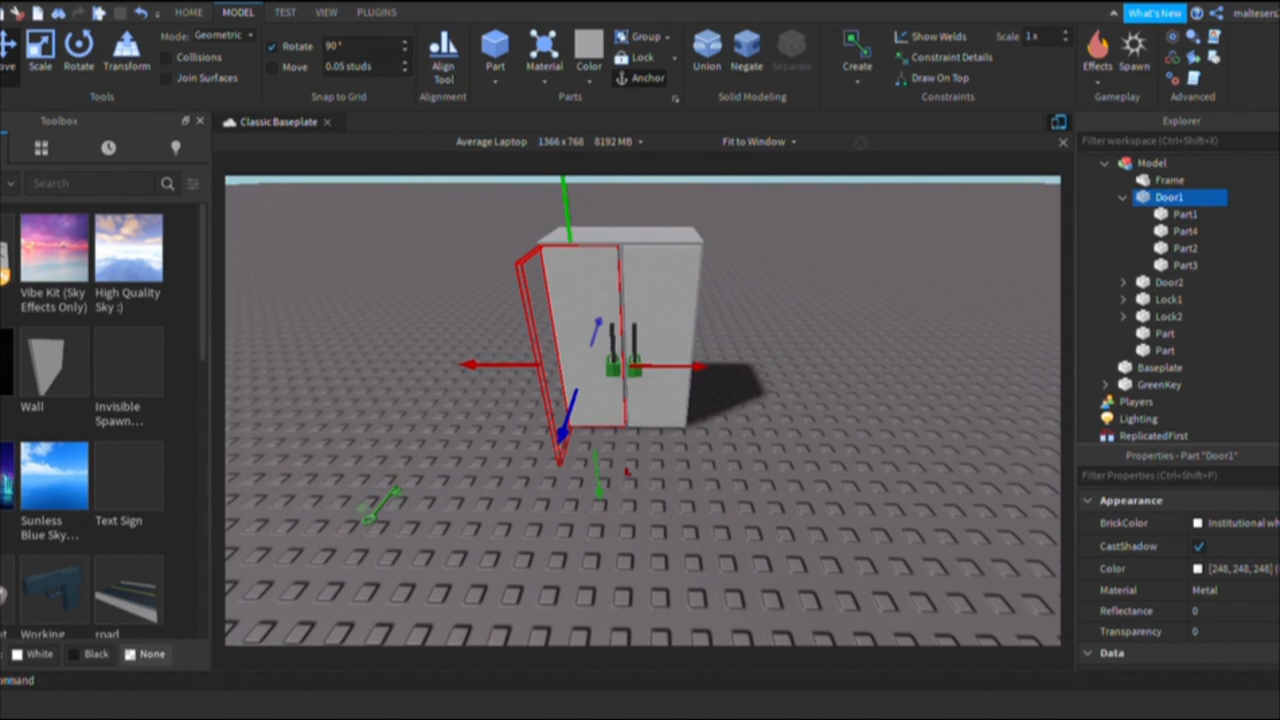 HOME MODEL TEST VIEW PLUGINS
What's New
Mode: Geometric
Collisions
Join Surfaces
Scale Rotate Transform
Tools
Rotate 90°
Move 0.05 studs
Snap to Grid
Align Tool
Alignment
Part Material Color
Group
Lock
Anchor
Parts
Union Negate Separate
Solid Modeling
Create
Show Welds
Constraint Details
Draw On Top
Scale 1x
Constraints
Effects Spawn
Gameplay
Advanced
Toolbox
Search
Vibe Kit (Sky Effects Only)
High Quality Sky :)
Wall
Invisible Spawn...
Sunless Blue Sky...
Text Sign
Working
road
White Black None
Classic Baseplate
Average Laptop 1366 x 768 8192 MB
Fit to Window
Explorer
Filter workspace (Ctrl+Shift+X)
Model
Frame
Door1
Part1
Part4
Part2
Part3
Door2
Lock1
Lock2
Part
Part
Baseplate
GreenKey
Players
Lighting
ReplicatedFirst
Properties - Part "Door1"
Filter Properties (Ctrl+Shift+P)
Appearance
BrickColor Institutional wh
CastShadow
Color [248, 248, 248]
Material Metal
Reflectance 0
Transparency 0
Data